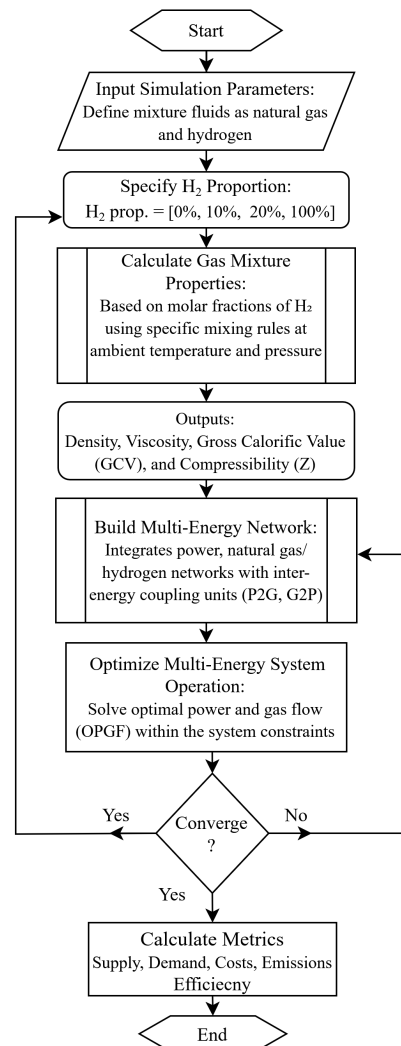 Start
Input Simulation Parameters:
Define mixture fluids as natural gas
and hydrogen
Specify H₂ Proportion:
H₂ prop. = [0%, 10%, 20%, 100%]
Calculate Gas Mixture
Properties:
Based on molar fractions of H₂
using specific mixing rules at
ambient temperature and pressure
Outputs:
Density, Viscosity, Gross Calorific Value
(GCV), and Compressibility (Z)
Build Multi-Energy Network:
Integrates power, natural gas/
hydrogen networks with inter-
energy coupling units (P2G, G2P)
Optimize Multi-Energy System
Operation:
Solve optimal power and gas flow
(OPGF) within the system constraints
Yes
Converge
?
No
Yes
Calculate Metrics
Supply, Demand, Costs, Emissions
Efficiecny
End